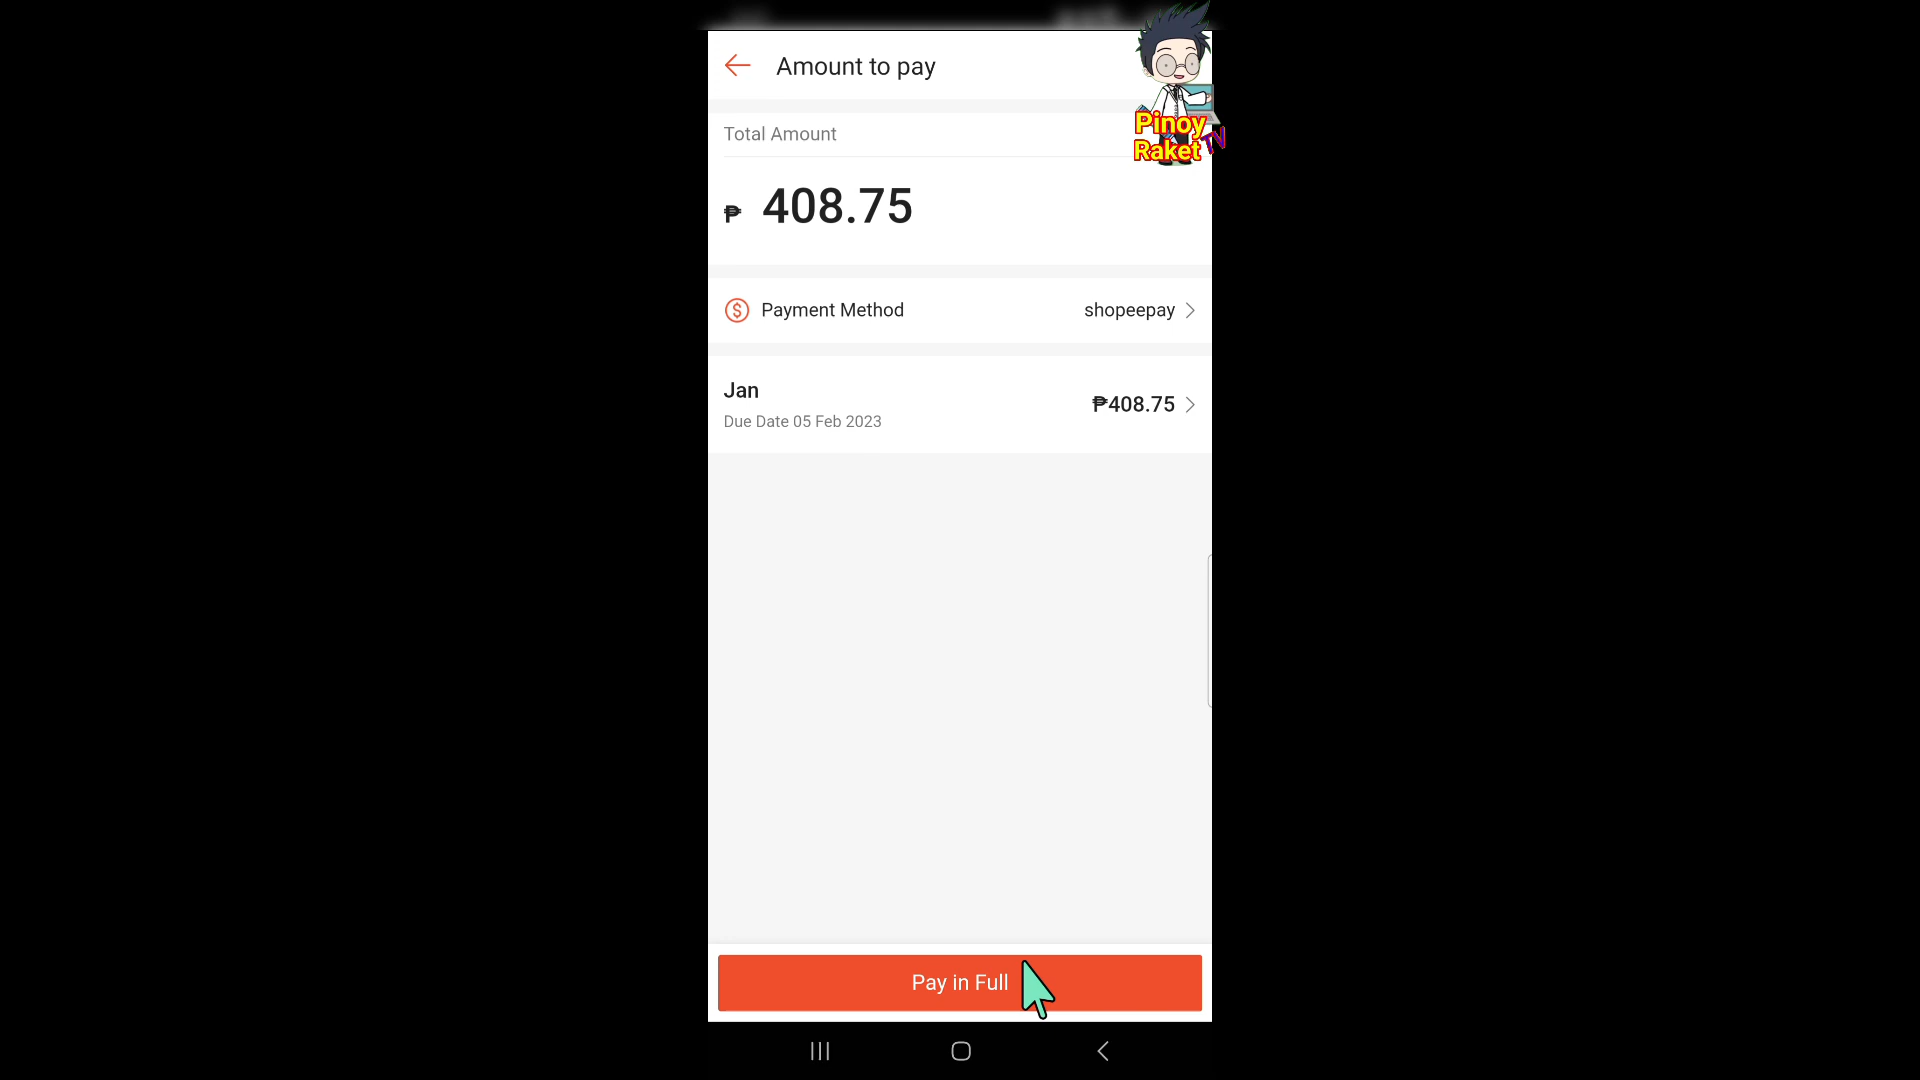 Amount to pay
Pinoy
Raket TV
Total Amount
₱ 408.75
Payment Method
shopeepay
Jan
₱408.75
Due Date 05 Feb 2023
Pay in Full